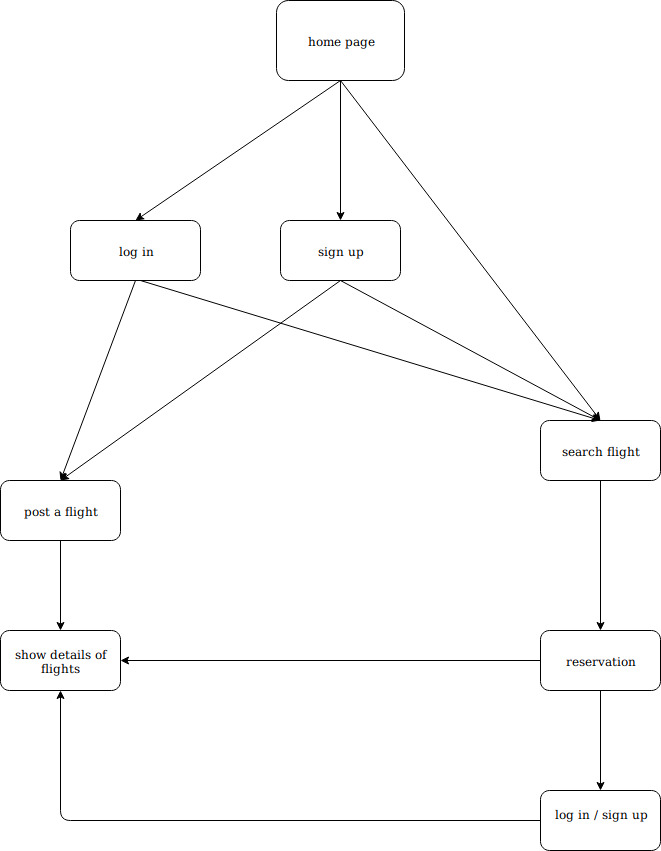 home page
log in
sign up
search flight
post a flight
show details of
flights
reservation
log in / sign up